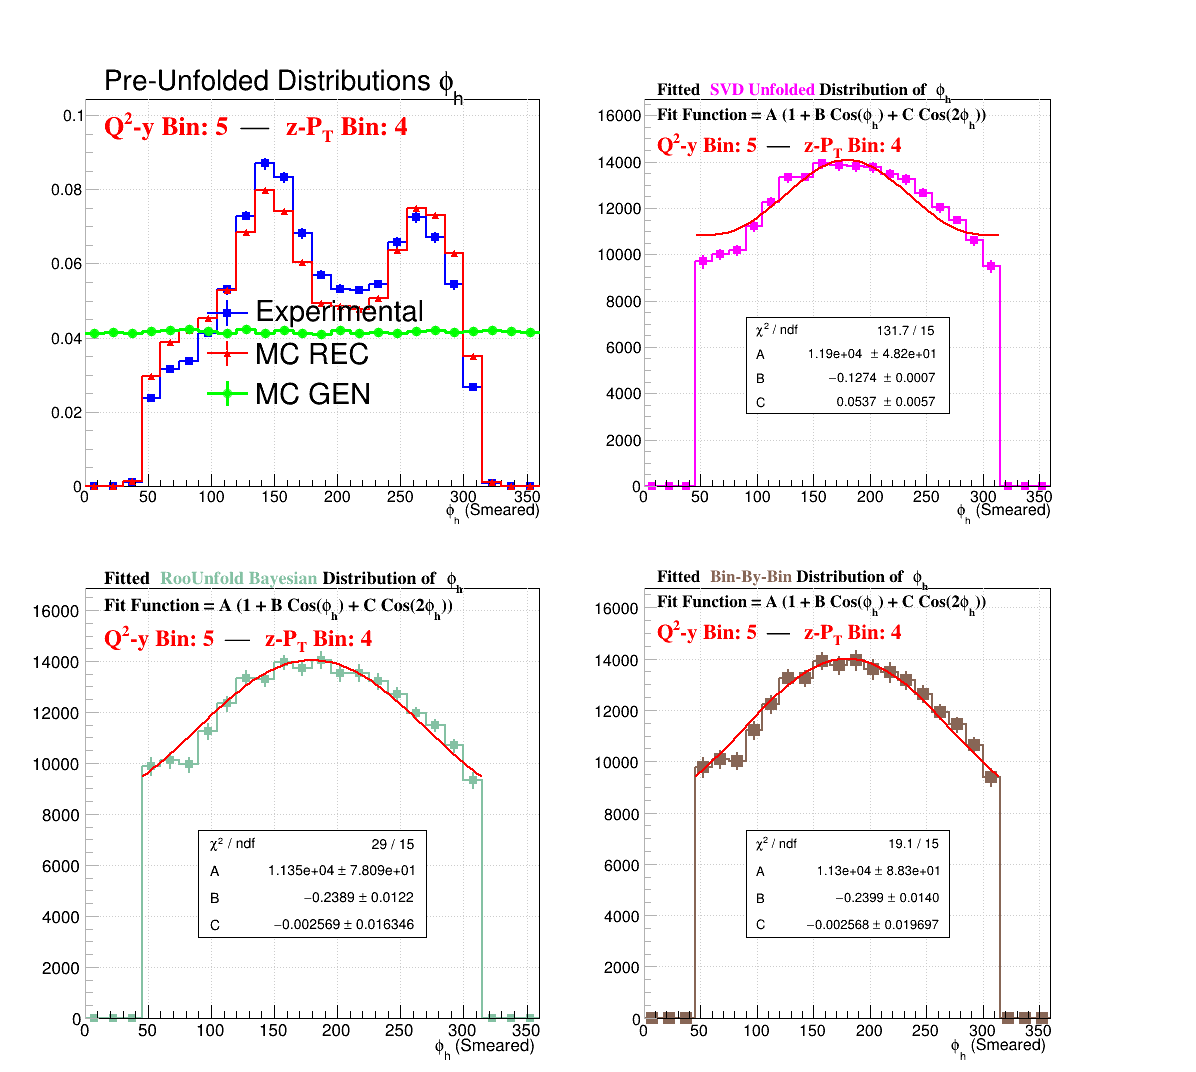 Pre-Unfolded Distributions ϕh
Q2-y Bin: 5 — z-PT Bin: 4
0.1
0.08
0.06
0.04
0.02
0
Experimental
MC REC
MC GEN
0 50 100 150 200 250 300 350
ϕh (Smeared)
Fitted SVD Unfolded Distribution of ϕh
Fit Function = A (1 + B Cos(ϕh) + C Cos(2ϕh))
Q2-y Bin: 5 — z-PT Bin: 4
16000
14000
12000
10000
8000
6000
4000
2000
0
χ2 / ndf 131.7 / 15
A 1.19e+04 ± 4.82e+01
B −0.1274 ± 0.0007
C 0.0537 ± 0.0057
0 50 100 150 200 250 300 350
ϕh (Smeared)
Fitted RooUnfold Bayesian Distribution of ϕh
Fit Function = A (1 + B Cos(ϕh) + C Cos(2ϕh))
Q2-y Bin: 5 — z-PT Bin: 4
16000
14000
12000
10000
8000
6000
4000
2000
0
χ2 / ndf 29 / 15
A 1.135e+04 ± 7.809e+01
B −0.2389 ± 0.0122
C −0.002569 ± 0.016346
0 50 100 150 200 250 300 350
ϕh (Smeared)
Fitted Bin-By-Bin Distribution of ϕh
Fit Function = A (1 + B Cos(ϕh) + C Cos(2ϕh))
Q2-y Bin: 5 — z-PT Bin: 4
16000
14000
12000
10000
8000
6000
4000
2000
0
χ2 / ndf 19.1 / 15
A 1.13e+04 ± 8.83e+01
B −0.2399 ± 0.0140
C −0.002568 ± 0.019697
0 50 100 150 200 250 300 350
ϕh (Smeared)